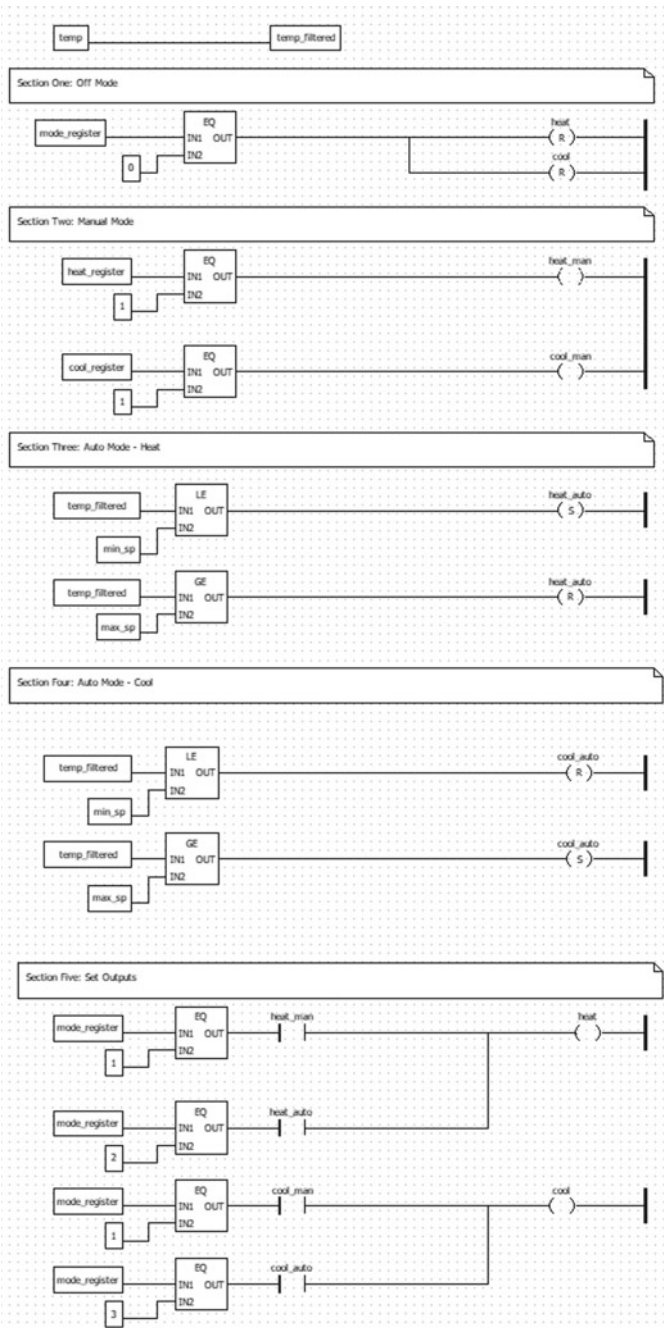 temp temp_filtered
Section One: Off Mode
EQ heat
mode_register IN1 OUT R
cool
0 IN2 R
Section Two: Manual Mode
EQ heat_man
heat_register IN1 OUT
1 IN2
EQ cool_man
cool_register IN1 OUT
1 IN2
Section Three: Auto Mode - Heat
LE heat_auto
temp_filtered IN1 OUT S
min_sp IN2
GE heat_auto
temp_filtered IN1 OUT R
max_sp IN2
Section Four: Auto Mode - Cool
LE cool_auto
temp_filtered IN1 OUT R
min_sp IN2
GE cool_auto
temp_filtered IN1 OUT S
max_sp IN2
Section Five: Set Outputs
EQ heat_man heat
mode_register IN1 OUT
1 IN2
EQ heat_auto
mode_register IN1 OUT
2 IN2
EQ cool_man cool
mode_register IN1 OUT
1 IN2
EQ cool_auto
mode_register IN1 OUT
3 IN2